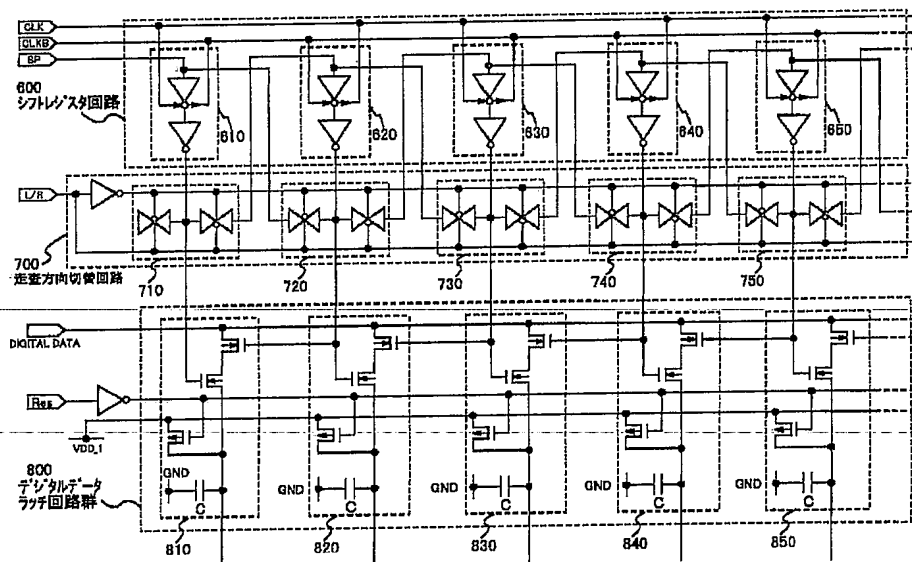 CLK
CLKB
SP
600
シフトレジスタ回路
610
620
630
640
650
L/R
700
走査方向切替回路
710
720
730
740
750
DIGITAL DATA
Res
VDD_1
800
デジタルデータ
ラッチ回路群
GND
C
GND
C
GND
C
GND
C
GND
C
810
820
830
840
850